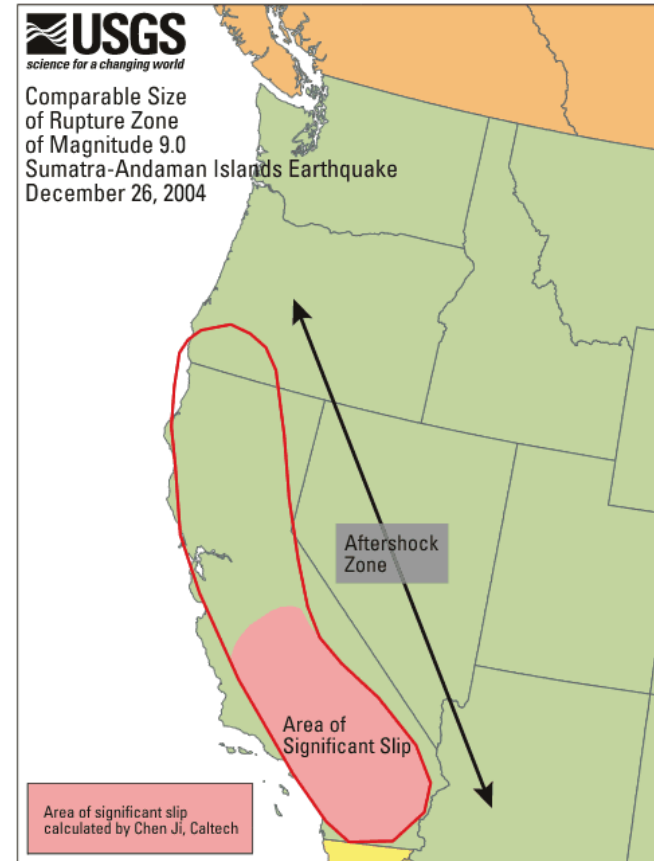 USGS
science for a changing world
Comparable Size
of Rupture Zone
of Magnitude 9.0
Sumatra-Andaman Islands Earthquake
December 26, 2004
Aftershock
Zone
Area of
Significant Slip
Area of significant slip
calculated by Chen Ji, Caltech